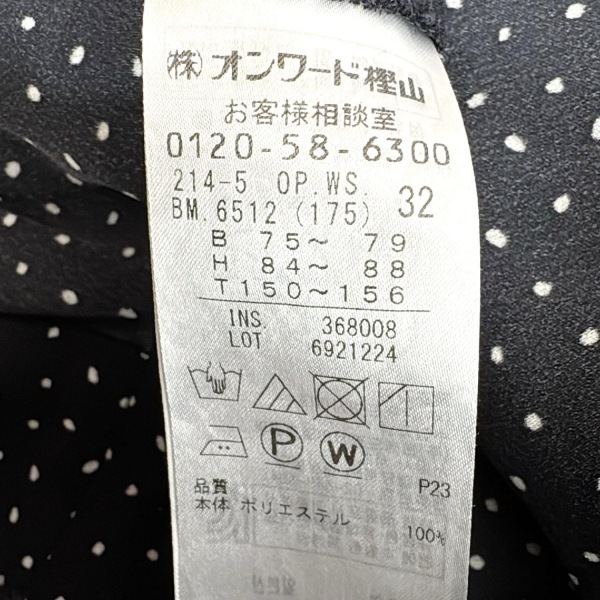 ㈱オンワード樫山
お客様相談室
0120-58-6300
214-5 OP.WS. 32
BM.6512 (175)
B 75～ 79
H 84～ 88
T150～156
INS. 368008
LOT 6921224
P W
P23
品質
本体 ポリエステル 100%